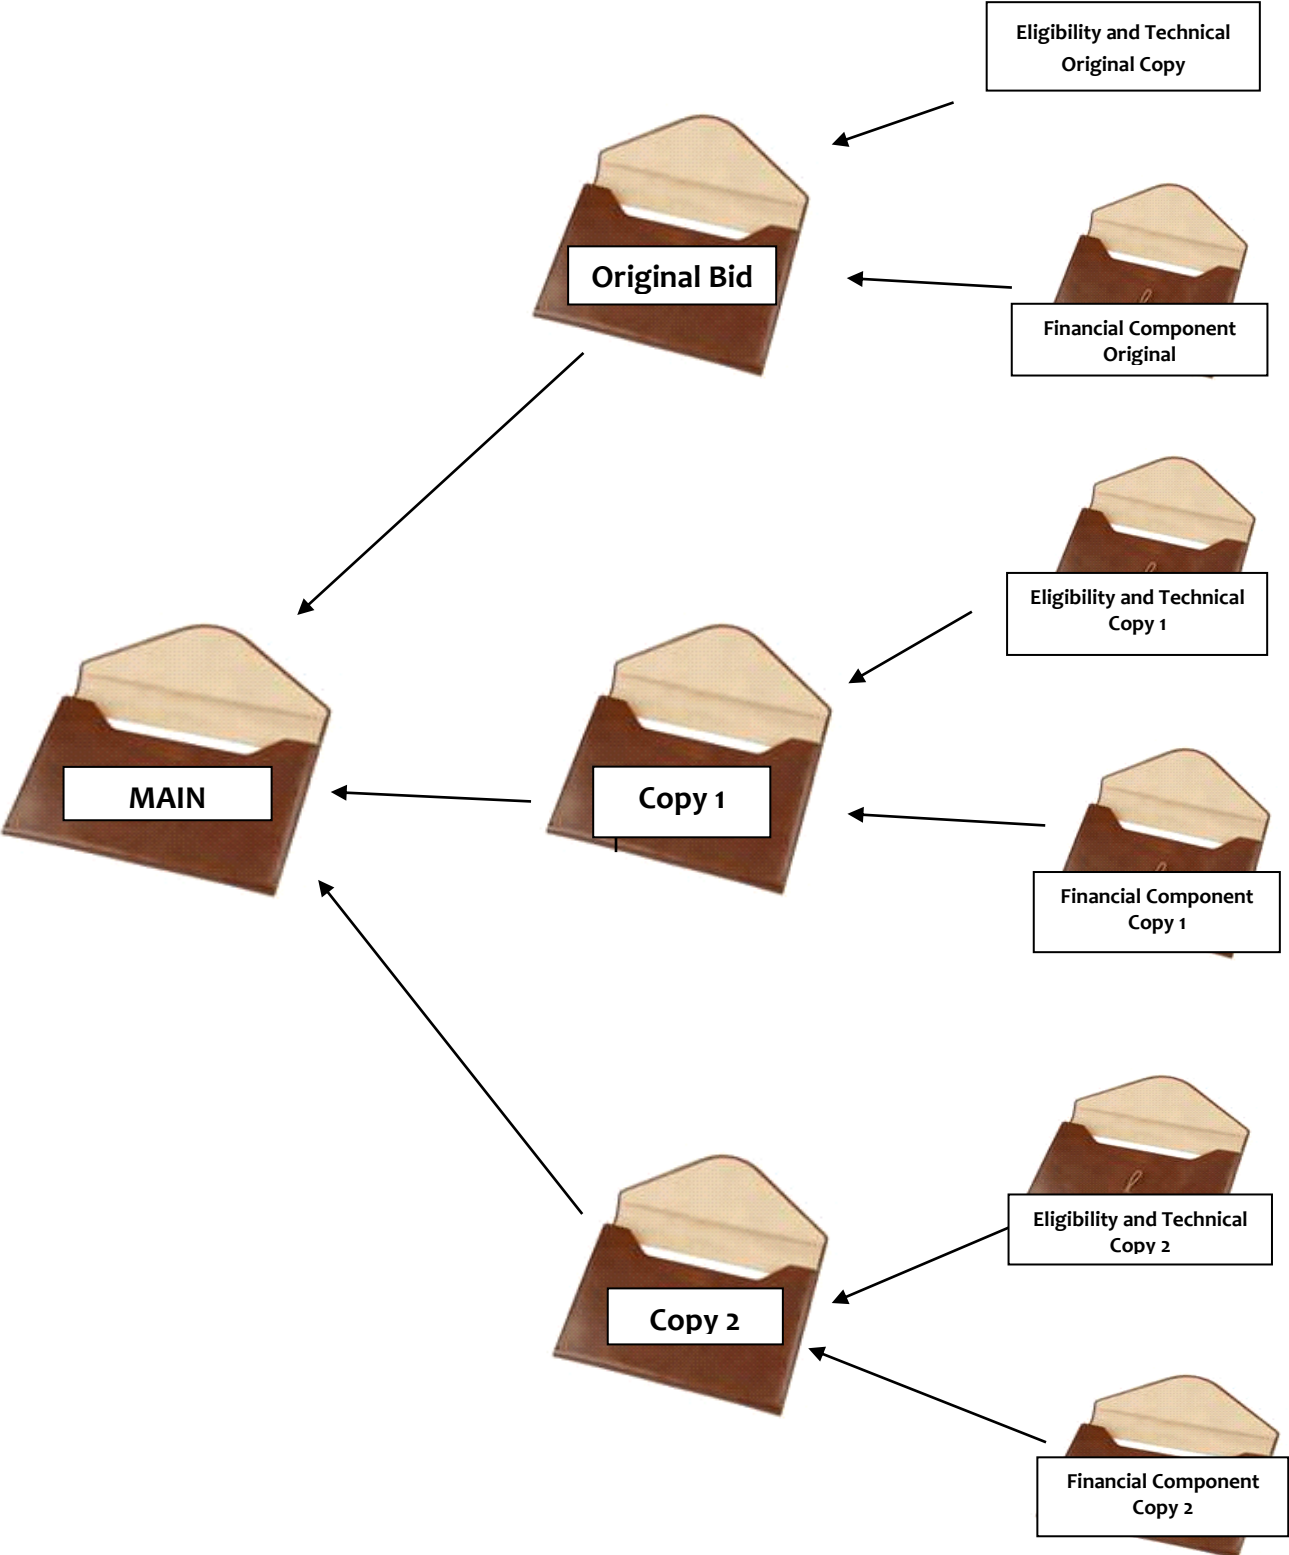 Eligibility and Technical
Original Copy
Original Bid
Financial Component
Original
Eligibility and Technical
Copy 1
MAIN
Copy 1
Financial Component
Copy 1
Eligibility and Technical
Copy 2
Copy 2
Financial Component
Copy 2